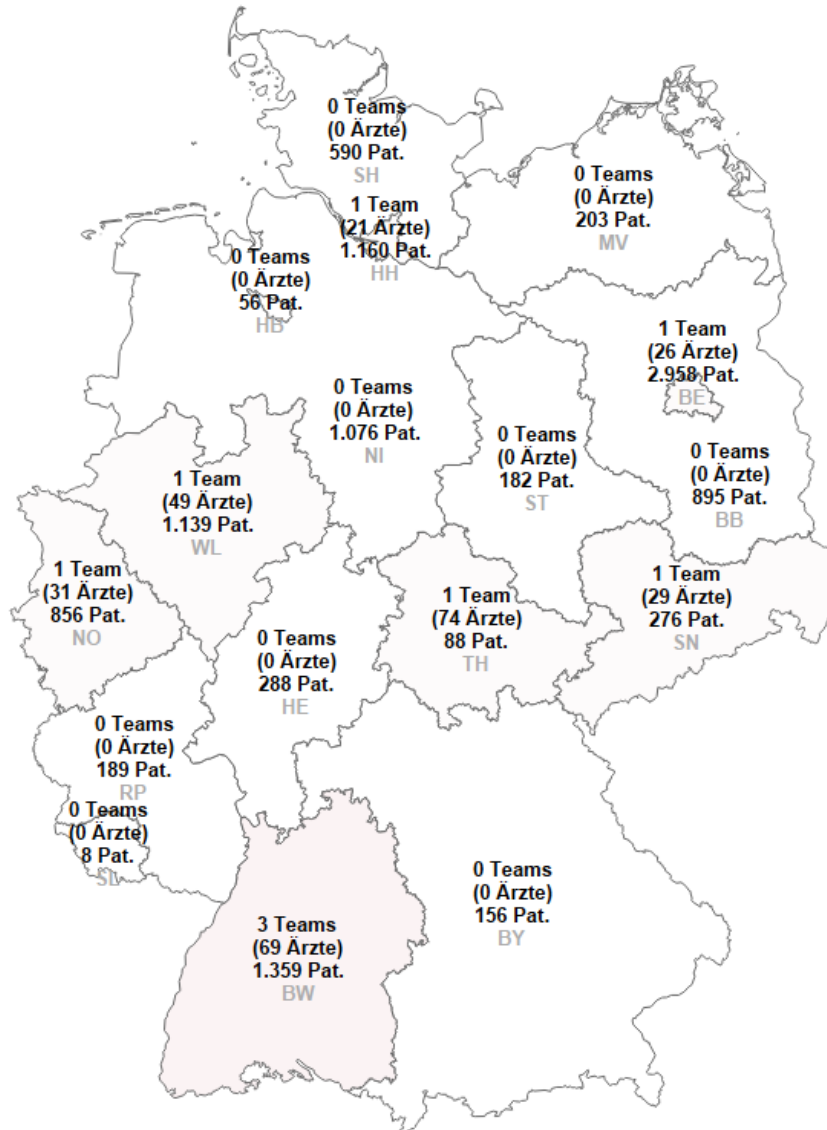 0 Teams
(0 Ärzte)
590 Pat.
SH
0 Teams
(0 Ärzte)
203 Pat.
MV
1 Team
(21 Ärzte)
1.160 Pat.
HH
0 Teams
(0 Ärzte)
56 Pat.
HB
1 Team
(26 Ärzte)
2.958 Pat.
BE
0 Teams
(0 Ärzte)
1.076 Pat.
NI
0 Teams
(0 Ärzte)
182 Pat.
ST
0 Teams
(0 Ärzte)
895 Pat.
BB
1 Team
(49 Ärzte)
1.139 Pat.
WL
1 Team
(31 Ärzte)
856 Pat.
NO
1 Team
(74 Ärzte)
88 Pat.
TH
1 Team
(29 Ärzte)
276 Pat.
SN
0 Teams
(0 Ärzte)
288 Pat.
HE
0 Teams
(0 Ärzte)
189 Pat.
RP
0 Teams
(0 Ärzte)
8 Pat.
SL
0 Teams
(0 Ärzte)
156 Pat.
BY
3 Teams
(69 Ärzte)
1.359 Pat.
BW